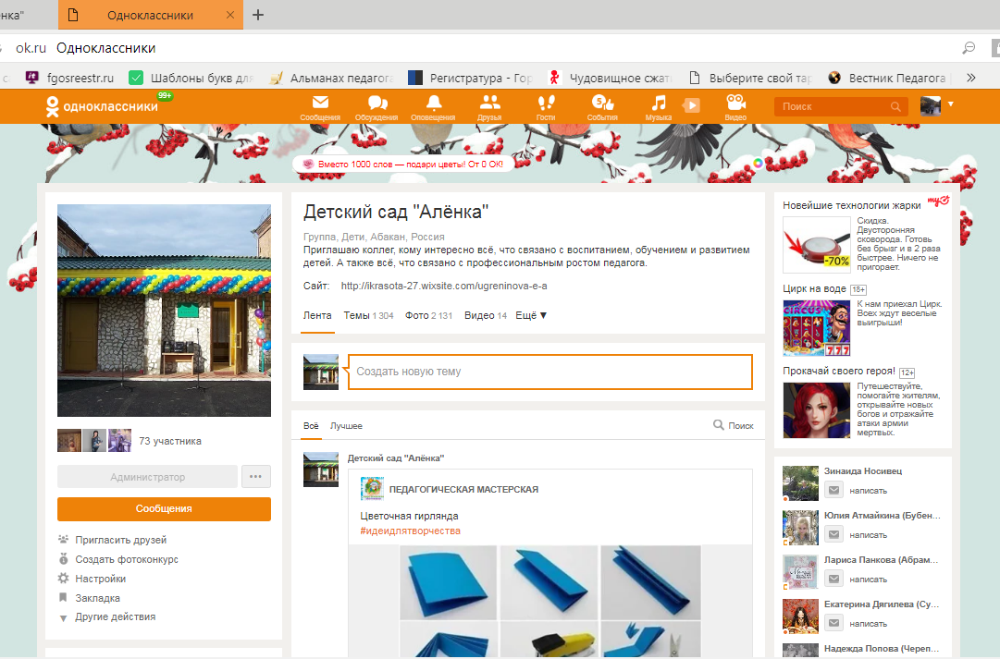 нка"
Одноклассники
ok.ru Одноклассники
fgosreestr.ru
Шаблоны букв для
Альманах педагога
Регистратура - Гор
Чудовищное сжат
Выберите свой тар
Вестник Педагога
одноклассники
99+
Сообщения
Обсуждения
Оповещения
Друзья
Гости
5
События
Музыка
Видео
Поиск
Вместо 1000 слов — подари цветы! От 0 ОК!
Администратор
73 участника
Сообщения
Пригласить друзей
Создать фотоконкурс
Настройки
Закладка
Другие действия
Детский сад "Алёнка"
Группа, Дети, Абакан, Россия
Приглашаю коллег, кому интересно всё, что связано с воспитанием, обучением и развитием
детей. А также всё, что связано с профессиональным ростом педагога.
Сайт: http://ikrasota-27.wixsite.com/ugreninova-e-a
Лента Темы 1 304 Фото 2 131 Видео 14 Ещё ▼
Создать новую тему
Всё Лучшее
Поиск
Детский сад "Алёнка"
ПЕДАГОГИЧЕСКАЯ МАСТЕРСКАЯ
Цветочная гирлянда
#идеидлятворчества
Новейшие технологии жарки
my
-70%
Скидка.
Двусторонняя
сковорода. Готовь
без брызг и в 2 раза
быстрее. Ничего не
пригорает.
Цирк на воде 18+
CIRCUS
777
К нам приехал Цирк.
Всех ждут веселые
выигрыши!
Прокачай своего героя! 12+
Путешествуйте,
помогайте жителям,
открывайте новых
богов и отражайте
атаки армии
мертвых.
Зинаида Носивец
написать
Юлия Атмайкина (Бубен...
написать
Лариса Панкова (Абрам...
написать
Екатерина Дягилева (Су...
написать
Надежда Попова (Череп...